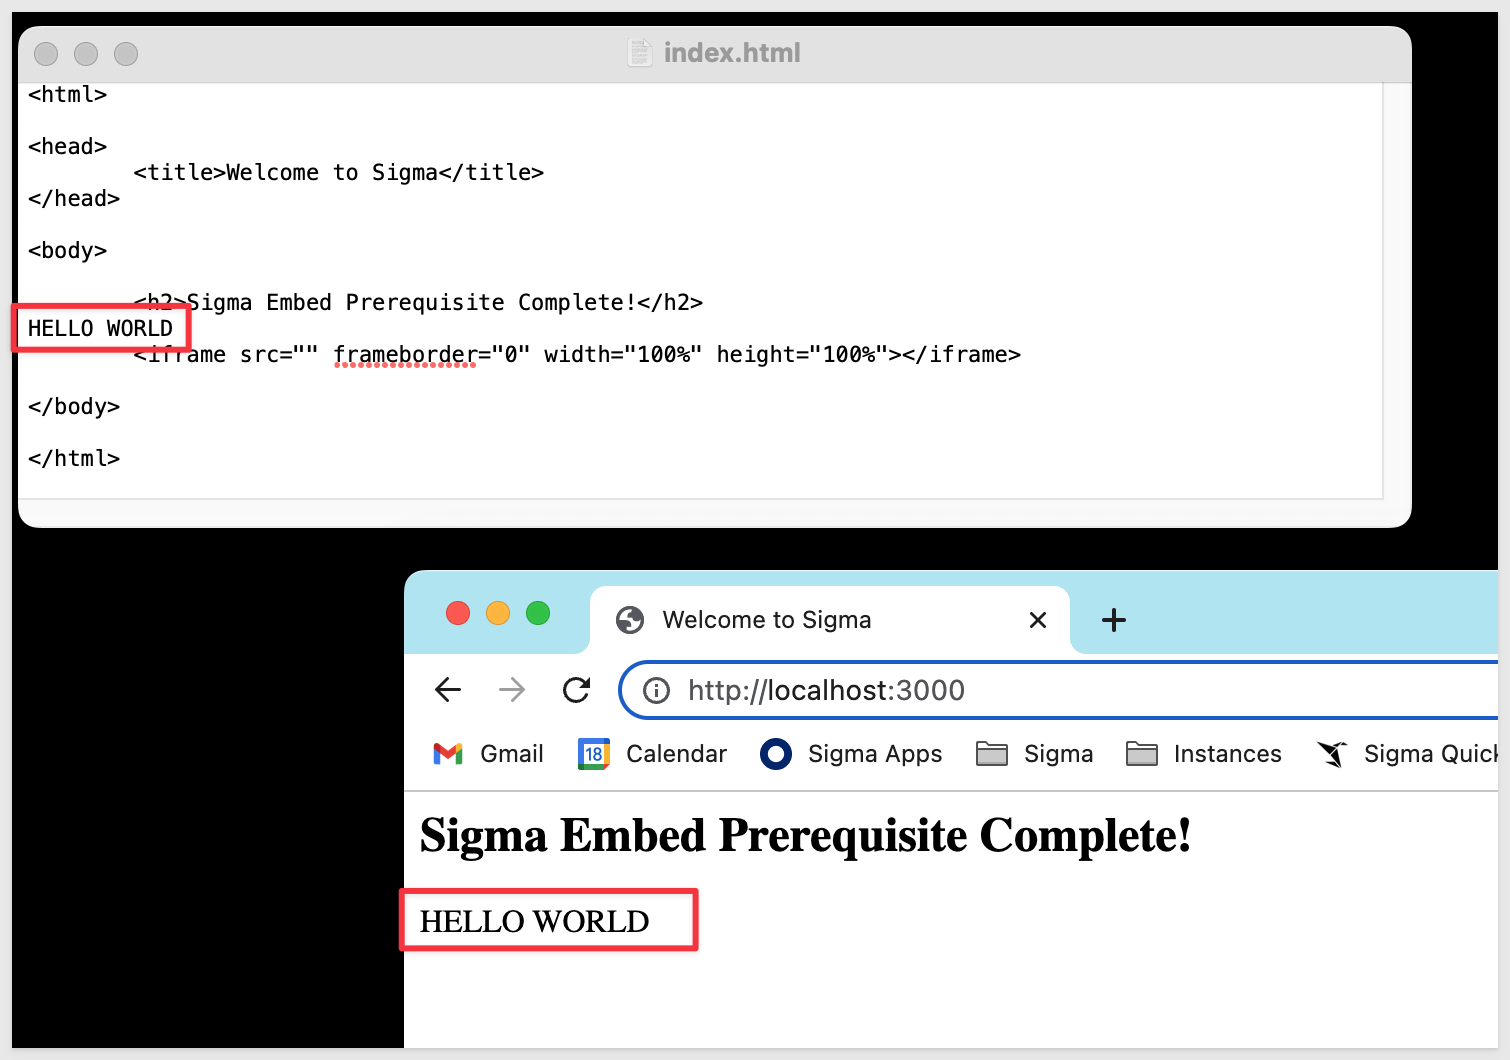 index.html
<html>
<head>
<title>Welcome to Sigma</title>
</head>
<body>
<h2>Sigma Embed Prerequisite Complete!</h2>
HELLO WORLD
<iframe src="" frameborder="0" width="100%" height="100%"></iframe>
</body>
</html>
Welcome to Sigma
http://localhost:3000
Gmail 18 Calendar Sigma Apps Sigma Instances Sigma Quick
Sigma Embed Prerequisite Complete!
HELLO WORLD